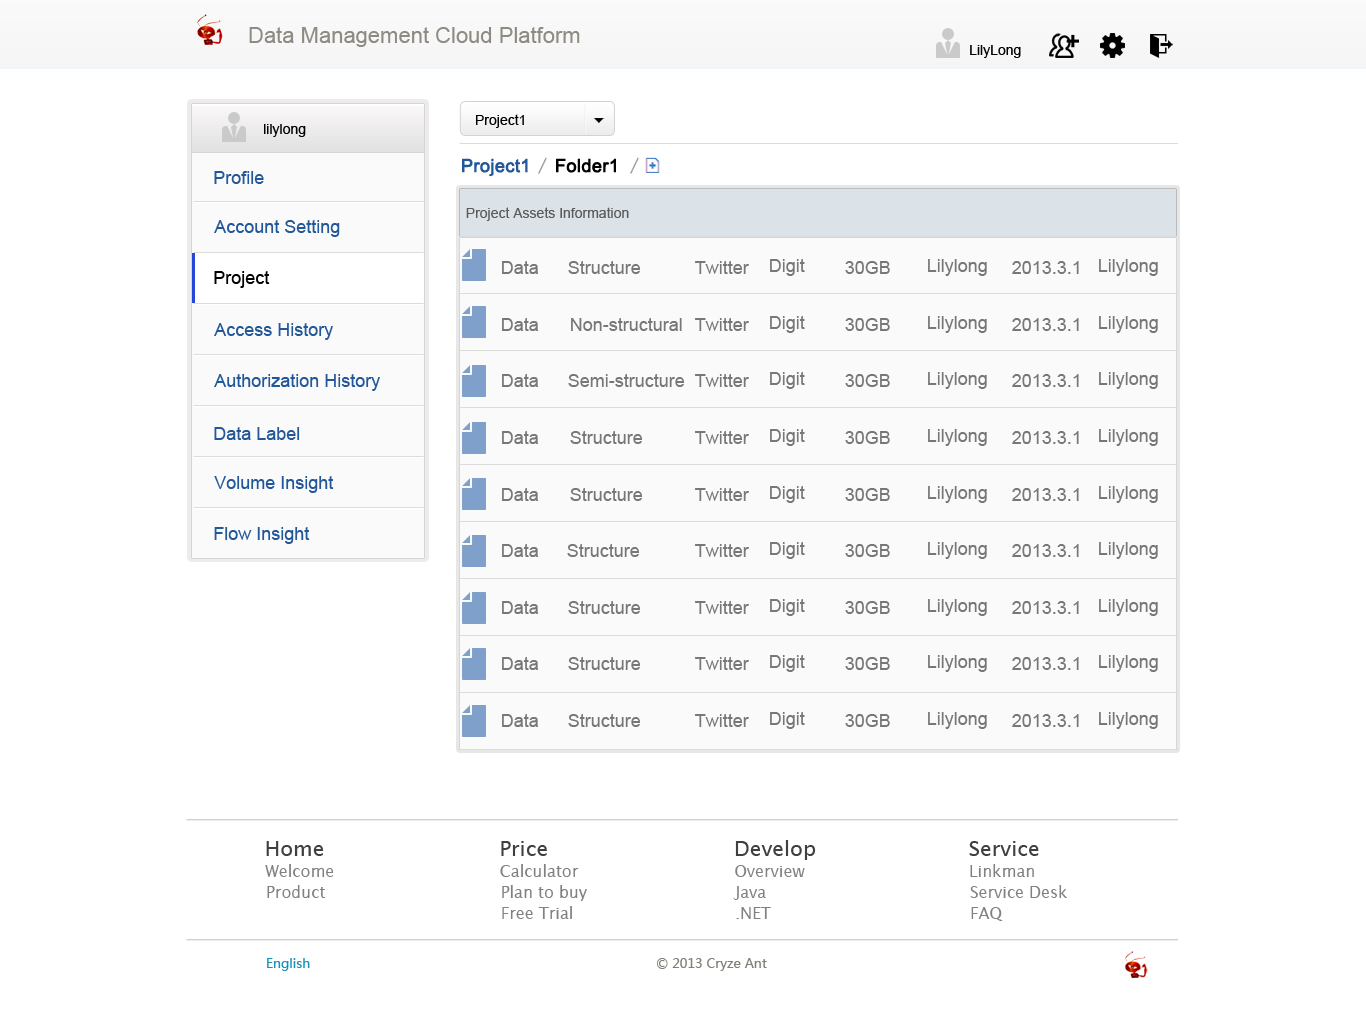 Data Management Cloud Platform
LilyLong
lilylong
Profile
Account Setting
Project
Access History
Authorization History
Data Label
Volume Insight
Flow Insight
Project1
Project1 / Folder1 /
Project Assets Information
Data Structure Twitter Digit 30GB Lilylong 2013.3.1 Lilylong
Data Non-structural Twitter Digit 30GB Lilylong 2013.3.1 Lilylong
Data Semi-structure Twitter Digit 30GB Lilylong 2013.3.1 Lilylong
Data Structure Twitter Digit 30GB Lilylong 2013.3.1 Lilylong
Data Structure Twitter Digit 30GB Lilylong 2013.3.1 Lilylong
Data Structure Twitter Digit 30GB Lilylong 2013.3.1 Lilylong
Data Structure Twitter Digit 30GB Lilylong 2013.3.1 Lilylong
Data Structure Twitter Digit 30GB Lilylong 2013.3.1 Lilylong
Data Structure Twitter Digit 30GB Lilylong 2013.3.1 Lilylong
Home
Welcome
Product
Price
Calculator
Plan to buy
Free Trial
Develop
Overview
Java
.NET
Service
Linkman
Service Desk
FAQ
English
© 2013 Cryze Ant